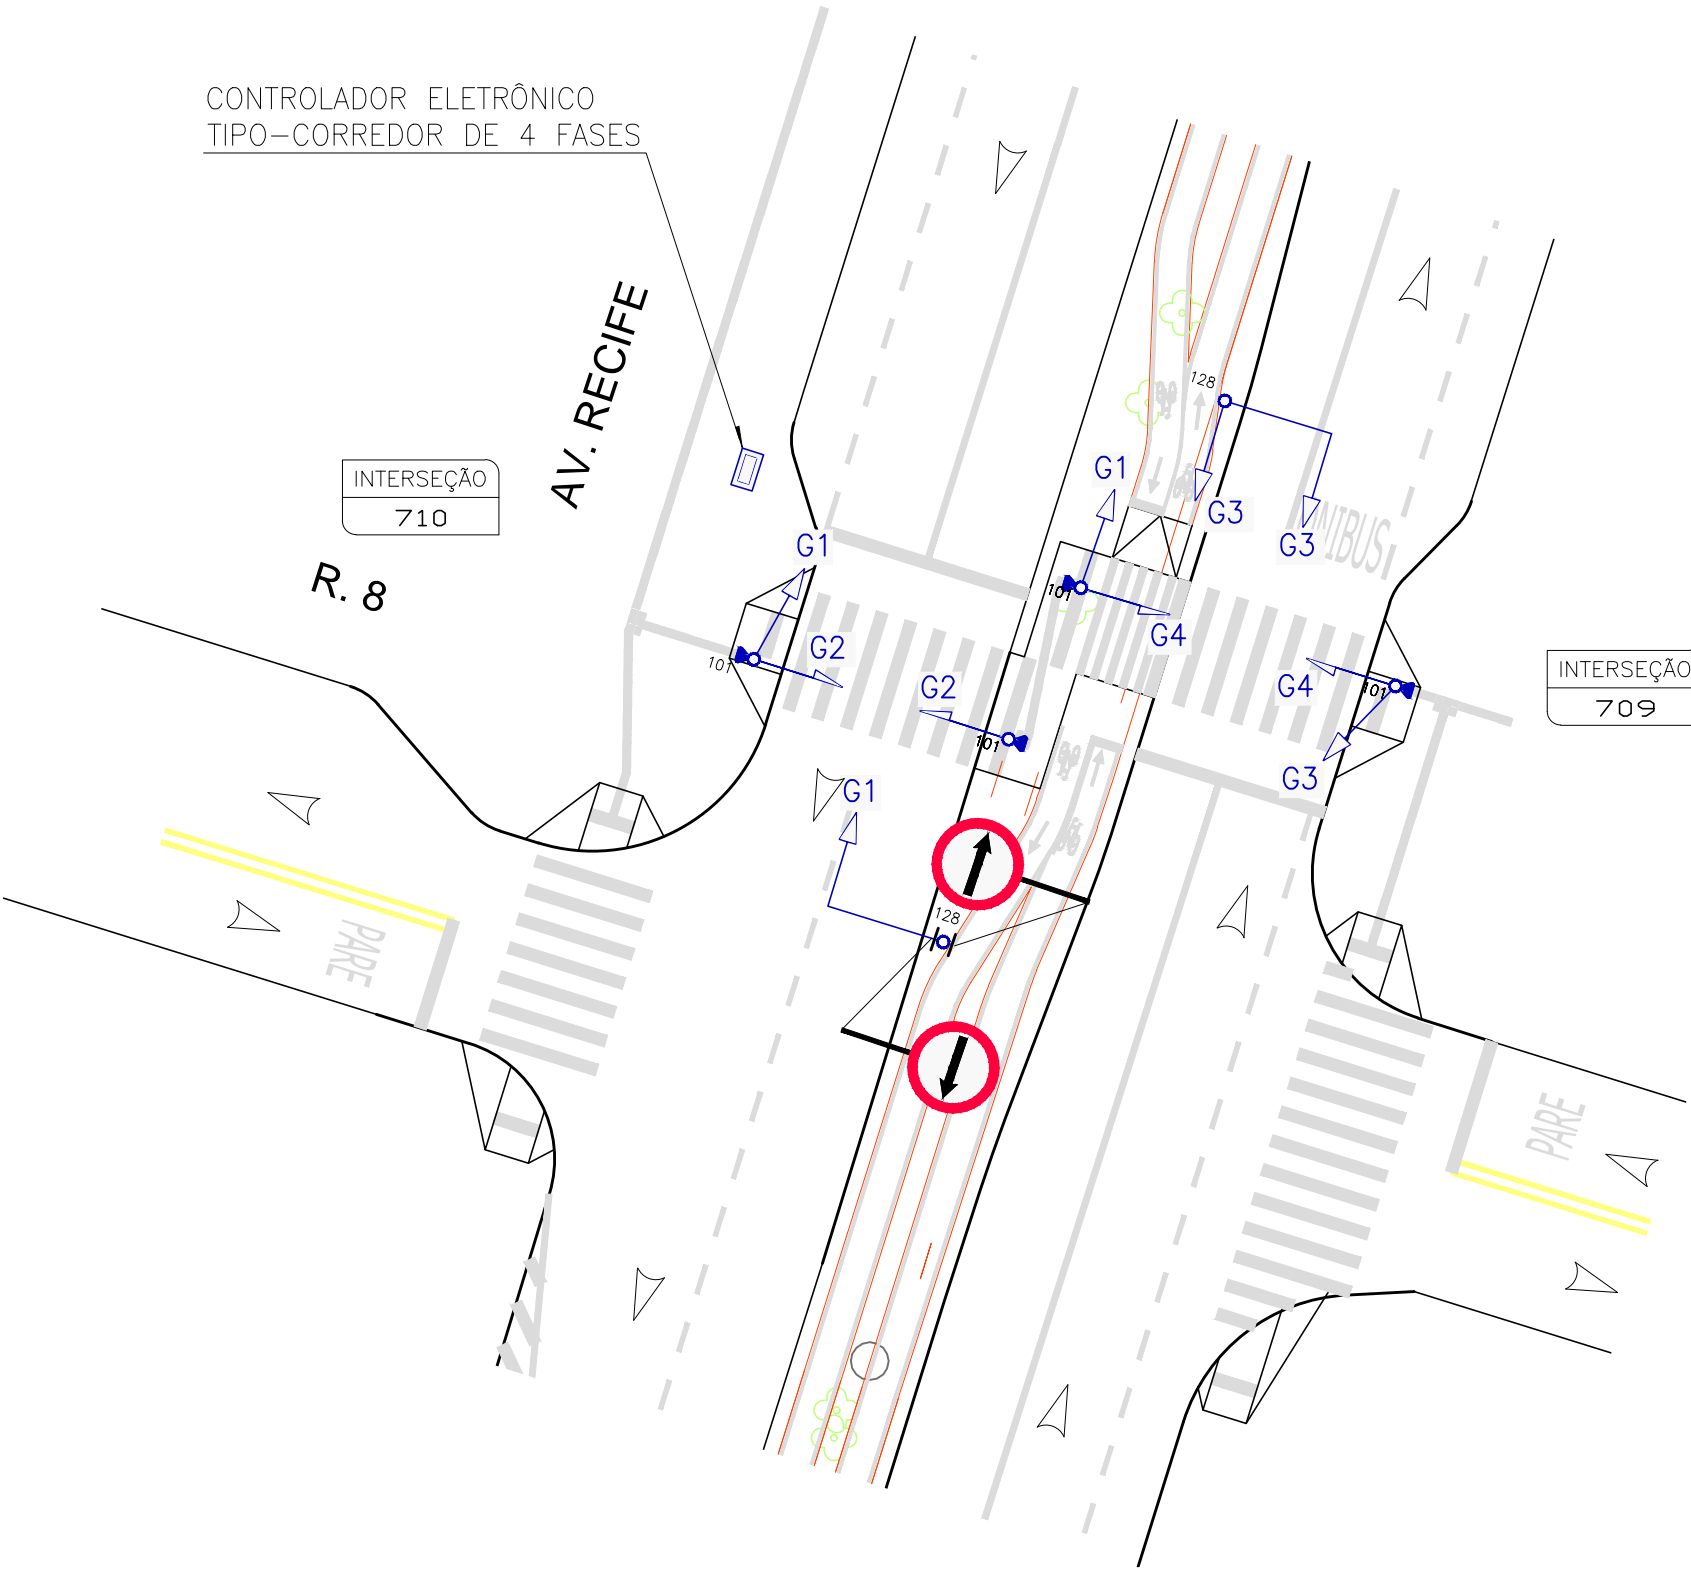 CONTROLADOR ELETRÔNICO
TIPO-CORREDOR DE 4 FASES
AV. RECIFE
INTERSEÇÃO
710
R. 8
128
G1
G3
G3
ÔNIBUS
G1
101
G4
G2
101
G2
101
G4
101
G3
INTERSEÇÃO
709
G1
128
PARE
PARE